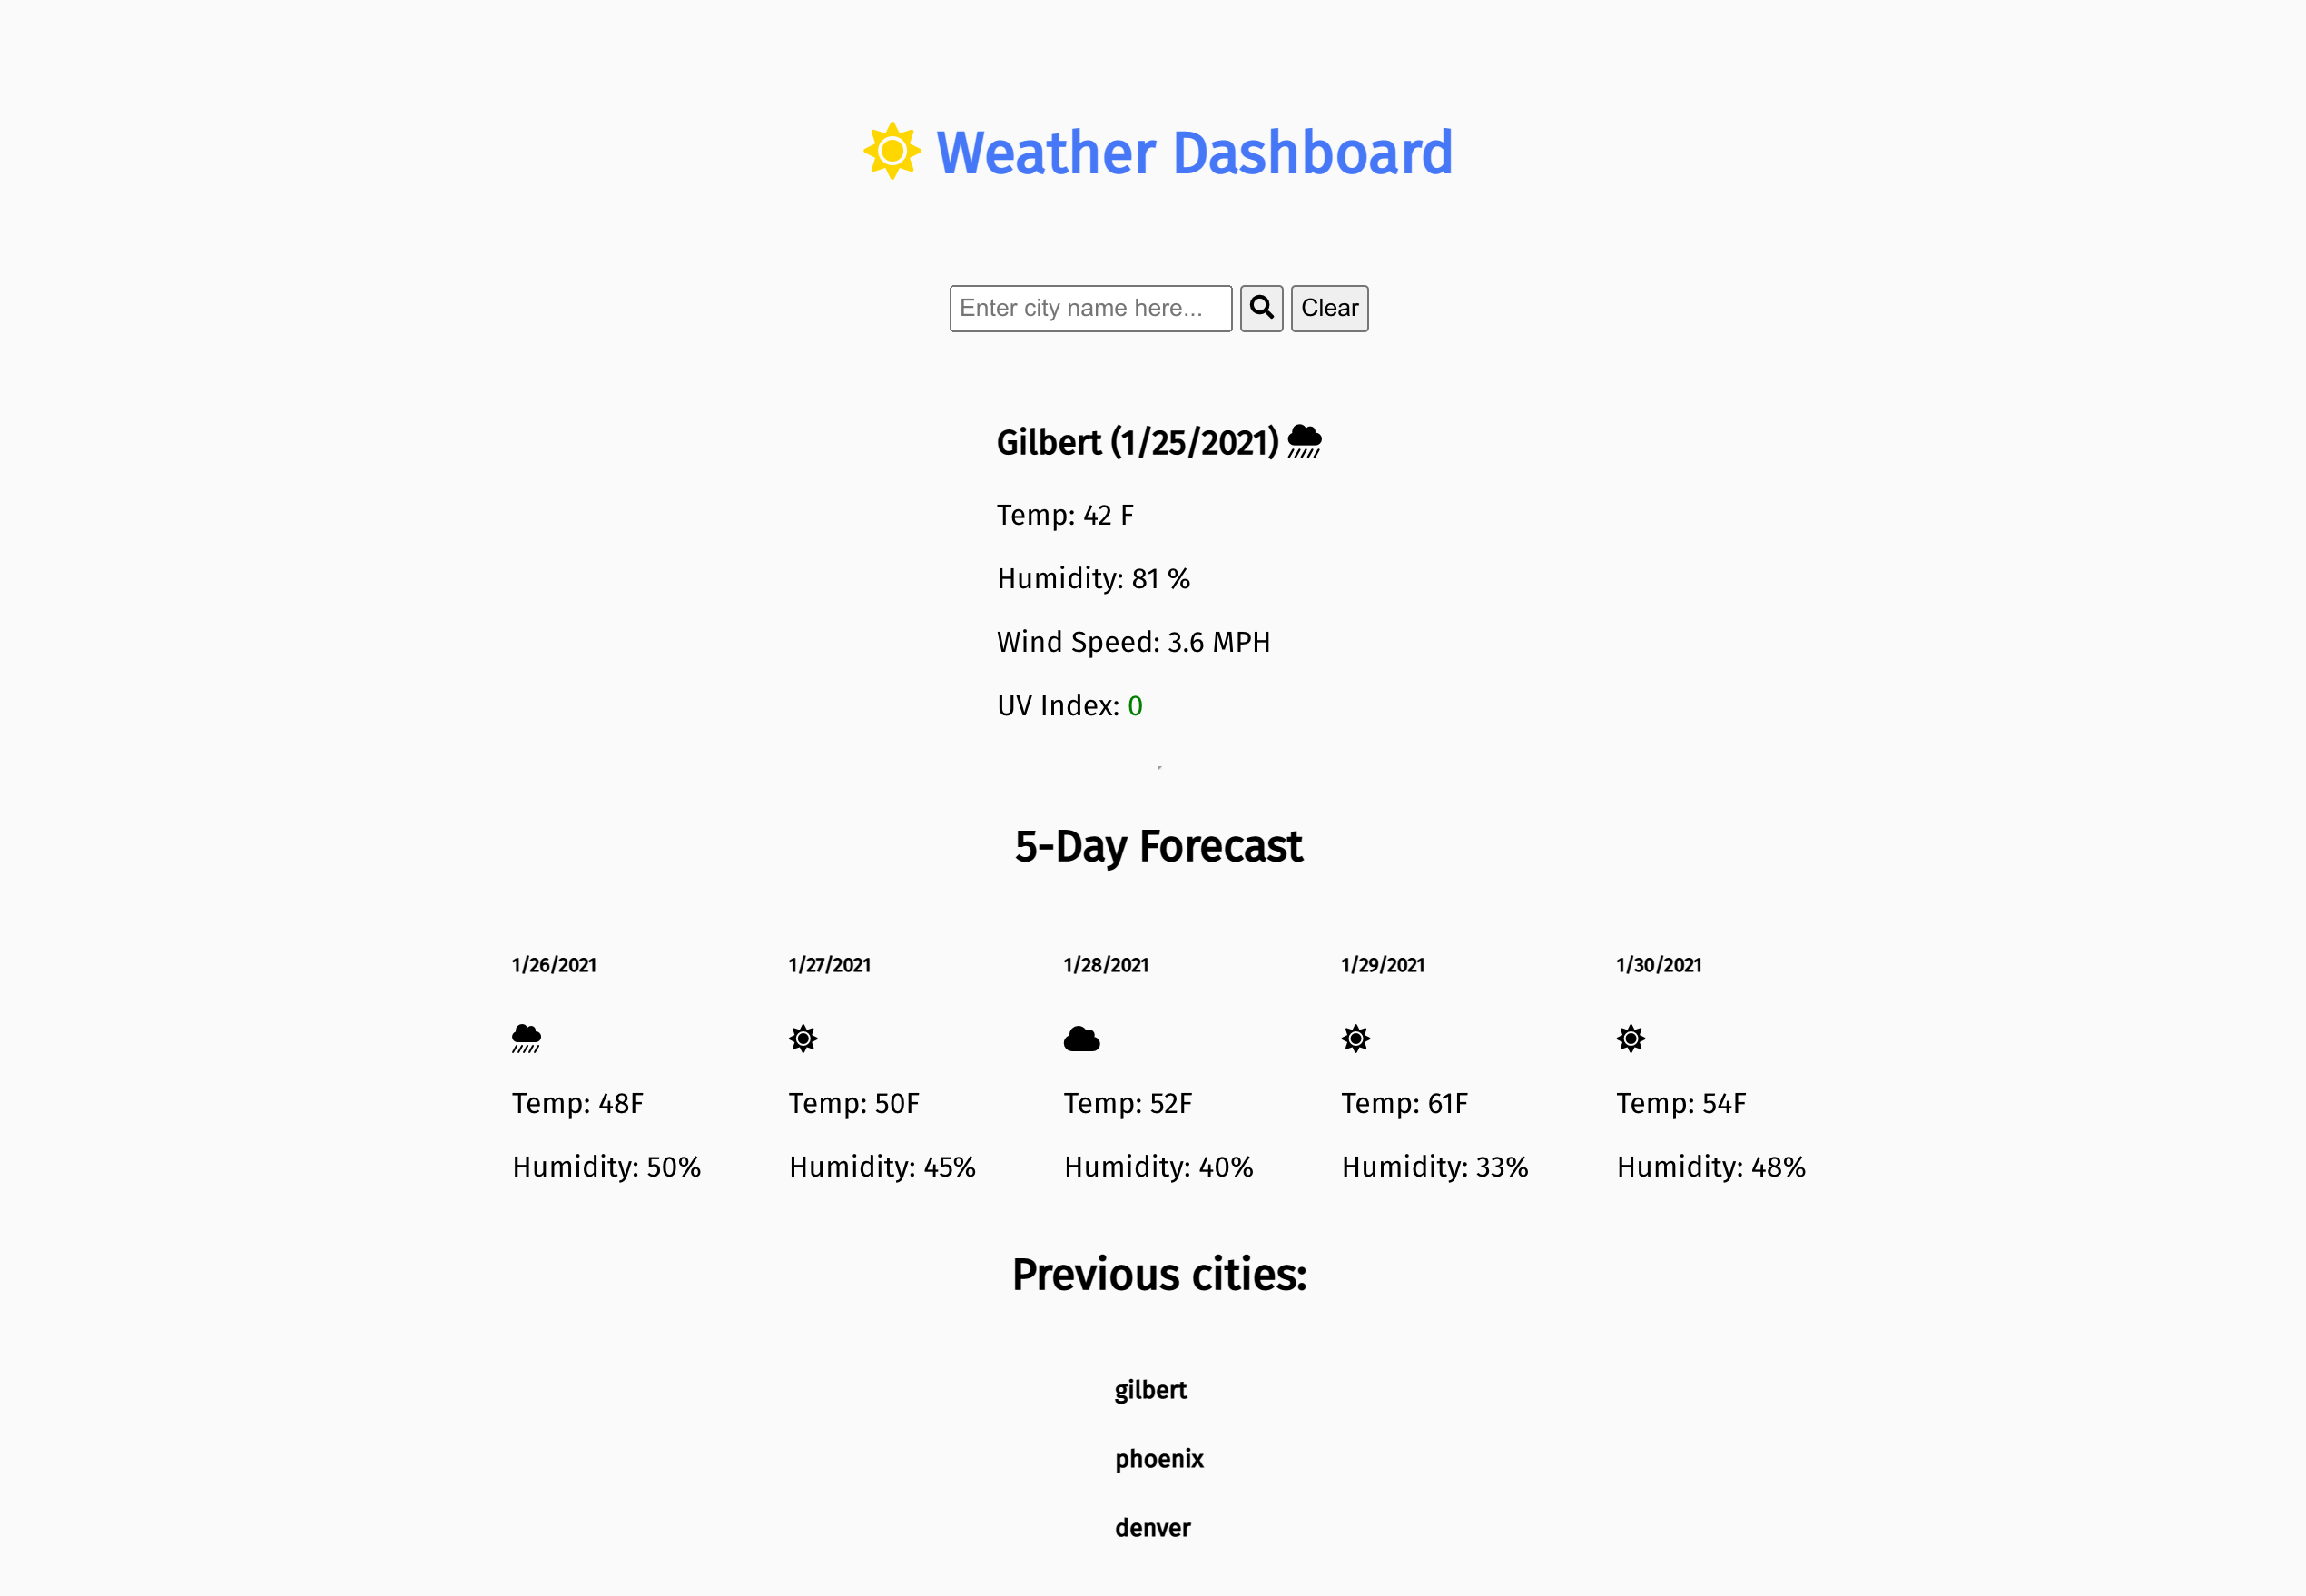 Weather Dashboard
Enter city name here...
Clear
Gilbert (1/25/2021)
Temp: 42 F
Humidity: 81 %
Wind Speed: 3.6 MPH
UV Index: 0
5-Day Forecast
1/26/2021 1/27/2021 1/28/2021 1/29/2021 1/30/2021
Temp: 48F Temp: 50F Temp: 52F Temp: 61F Temp: 54F
Humidity: 50% Humidity: 45% Humidity: 40% Humidity: 33% Humidity: 48%
Previous cities:
gilbert
phoenix
denver